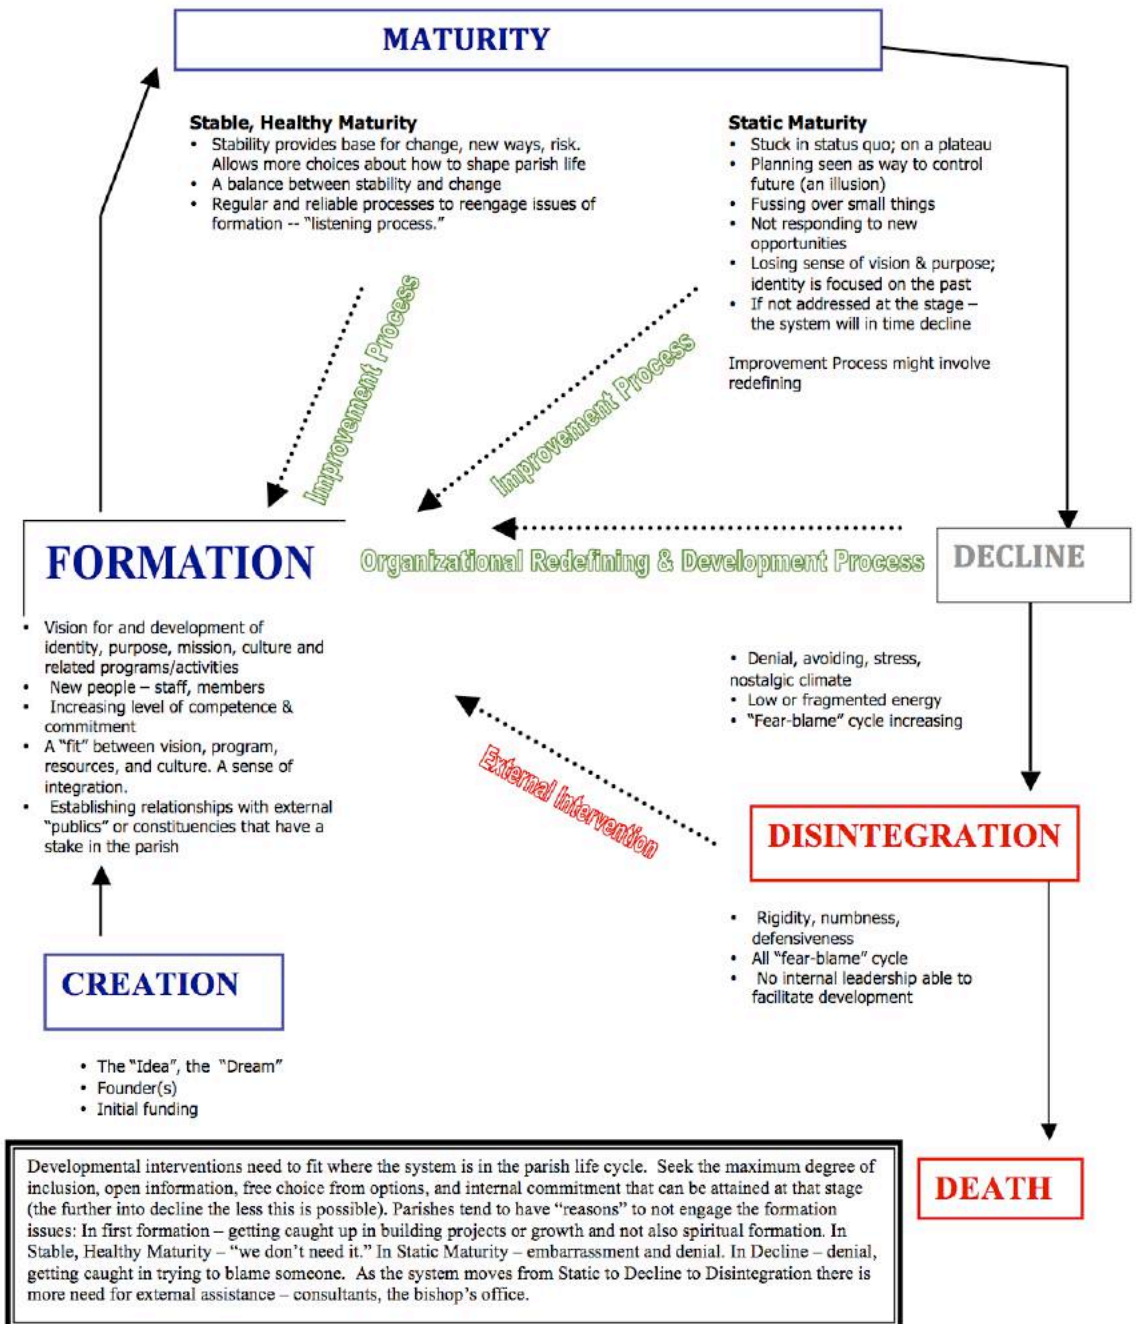 MATURITY
Stable, Healthy Maturity
• Stability provides base for change, new ways, risk.
Allows more choices about how to shape parish life
• A balance between stability and change
• Regular and reliable processes to reengage issues of
formation -- “listening process.”
Static Maturity
• Stuck in status quo; on a plateau
• Planning seen as way to control
future (an illusion)
• Fussing over small things
• Not responding to new
opportunities
• Losing sense of vision & purpose;
identity is focused on the past
• If not addressed at the stage –
the system will in time decline
Improvement Process might involve
redefining
Improvement Process
Improvement Process
FORMATION
Organizational Redefining & Development Process
DECLINE
• Vision for and development of
identity, purpose, mission, culture and
related programs/activities
• New people – staff, members
• Increasing level of competence &
commitment
• A “fit” between vision, program,
resources, and culture. A sense of
integration.
• Establishing relationships with external
“publics” or constituencies that have a
stake in the parish
• Denial, avoiding, stress,
nostalgic climate
• Low or fragmented energy
• “Fear-blame” cycle increasing
External Intervention
DISINTEGRATION
• Rigidity, numbness,
defensiveness
• All “fear-blame” cycle
• No internal leadership able to
facilitate development
CREATION
• The “Idea”, the “Dream”
• Founder(s)
• Initial funding
Developmental interventions need to fit where the system is in the parish life cycle. Seek the maximum degree of
inclusion, open information, free choice from options, and internal commitment that can be attained at that stage
(the further into decline the less this is possible). Parishes tend to have “reasons” to not engage the formation
issues: In first formation – getting caught up in building projects or growth and not also spiritual formation. In
Stable, Healthy Maturity – “we don’t need it.” In Static Maturity – embarrassment and denial. In Decline – denial,
getting caught in trying to blame someone. As the system moves from Static to Decline to Disintegration there is
more need for external assistance – consultants, the bishop’s office.
DEATH